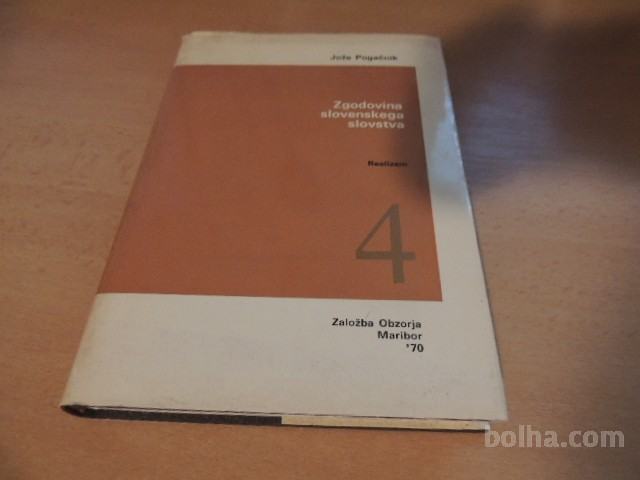 Jože Pogačnik
Zgodovina
slovenskega
slovstva
Realizem
4
Založba Obzorja
Maribor
'70
bolha.com